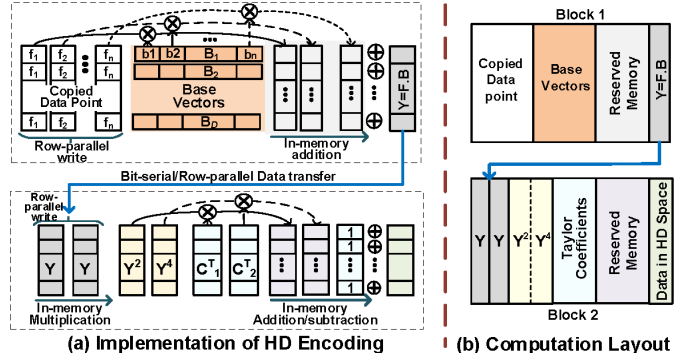 f₁ f₂ ••• fₙ b1 b2 B₁ ••• bn
f₁ f₂ fₙ B₂
Copied
Data Point
Base
Vectors
Y=F.B
f₁ f₂ fₙ B_D
Row-parallel
write
In-memory
addition
Bit-serial/Row-parallel Data transfer
Row-
parallel
write
Y Y Y² Y⁴ Cᵀ₁ Cᵀ₂ 1
1
1
1
In-memory
Multiplication
In-memory
Addition/subtraction
(a) Implementation of HD Encoding
Block 1
Copied
Data
point
Base
Vectors
Reserved
Memory
Y=F.B
Y Y Y² Y⁴
Taylor
Coefficients
Reserved
Memory
Data in HD Space
Block 2
(b) Computation Layout